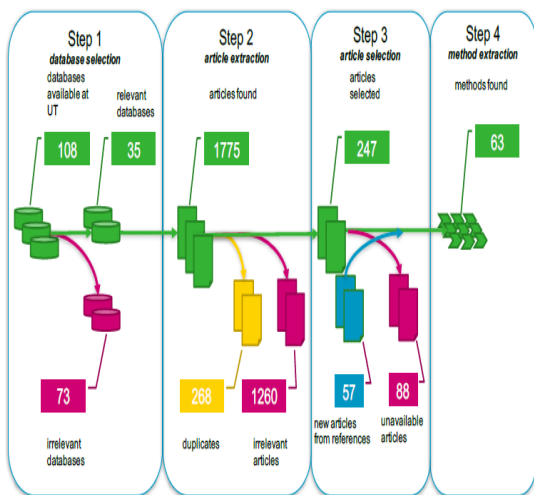 Step 1
database selection
databases
available at
UT
relevant databases
108
35
73
irrelevant
databases
Step 2
article extraction
articles found
1775
268
1260
duplicates
irrelevant
articles
Step 3
article selection
articles
selected
247
57
88
new articles
from references
unavailable
articles
Step 4
method extraction
methods found
63